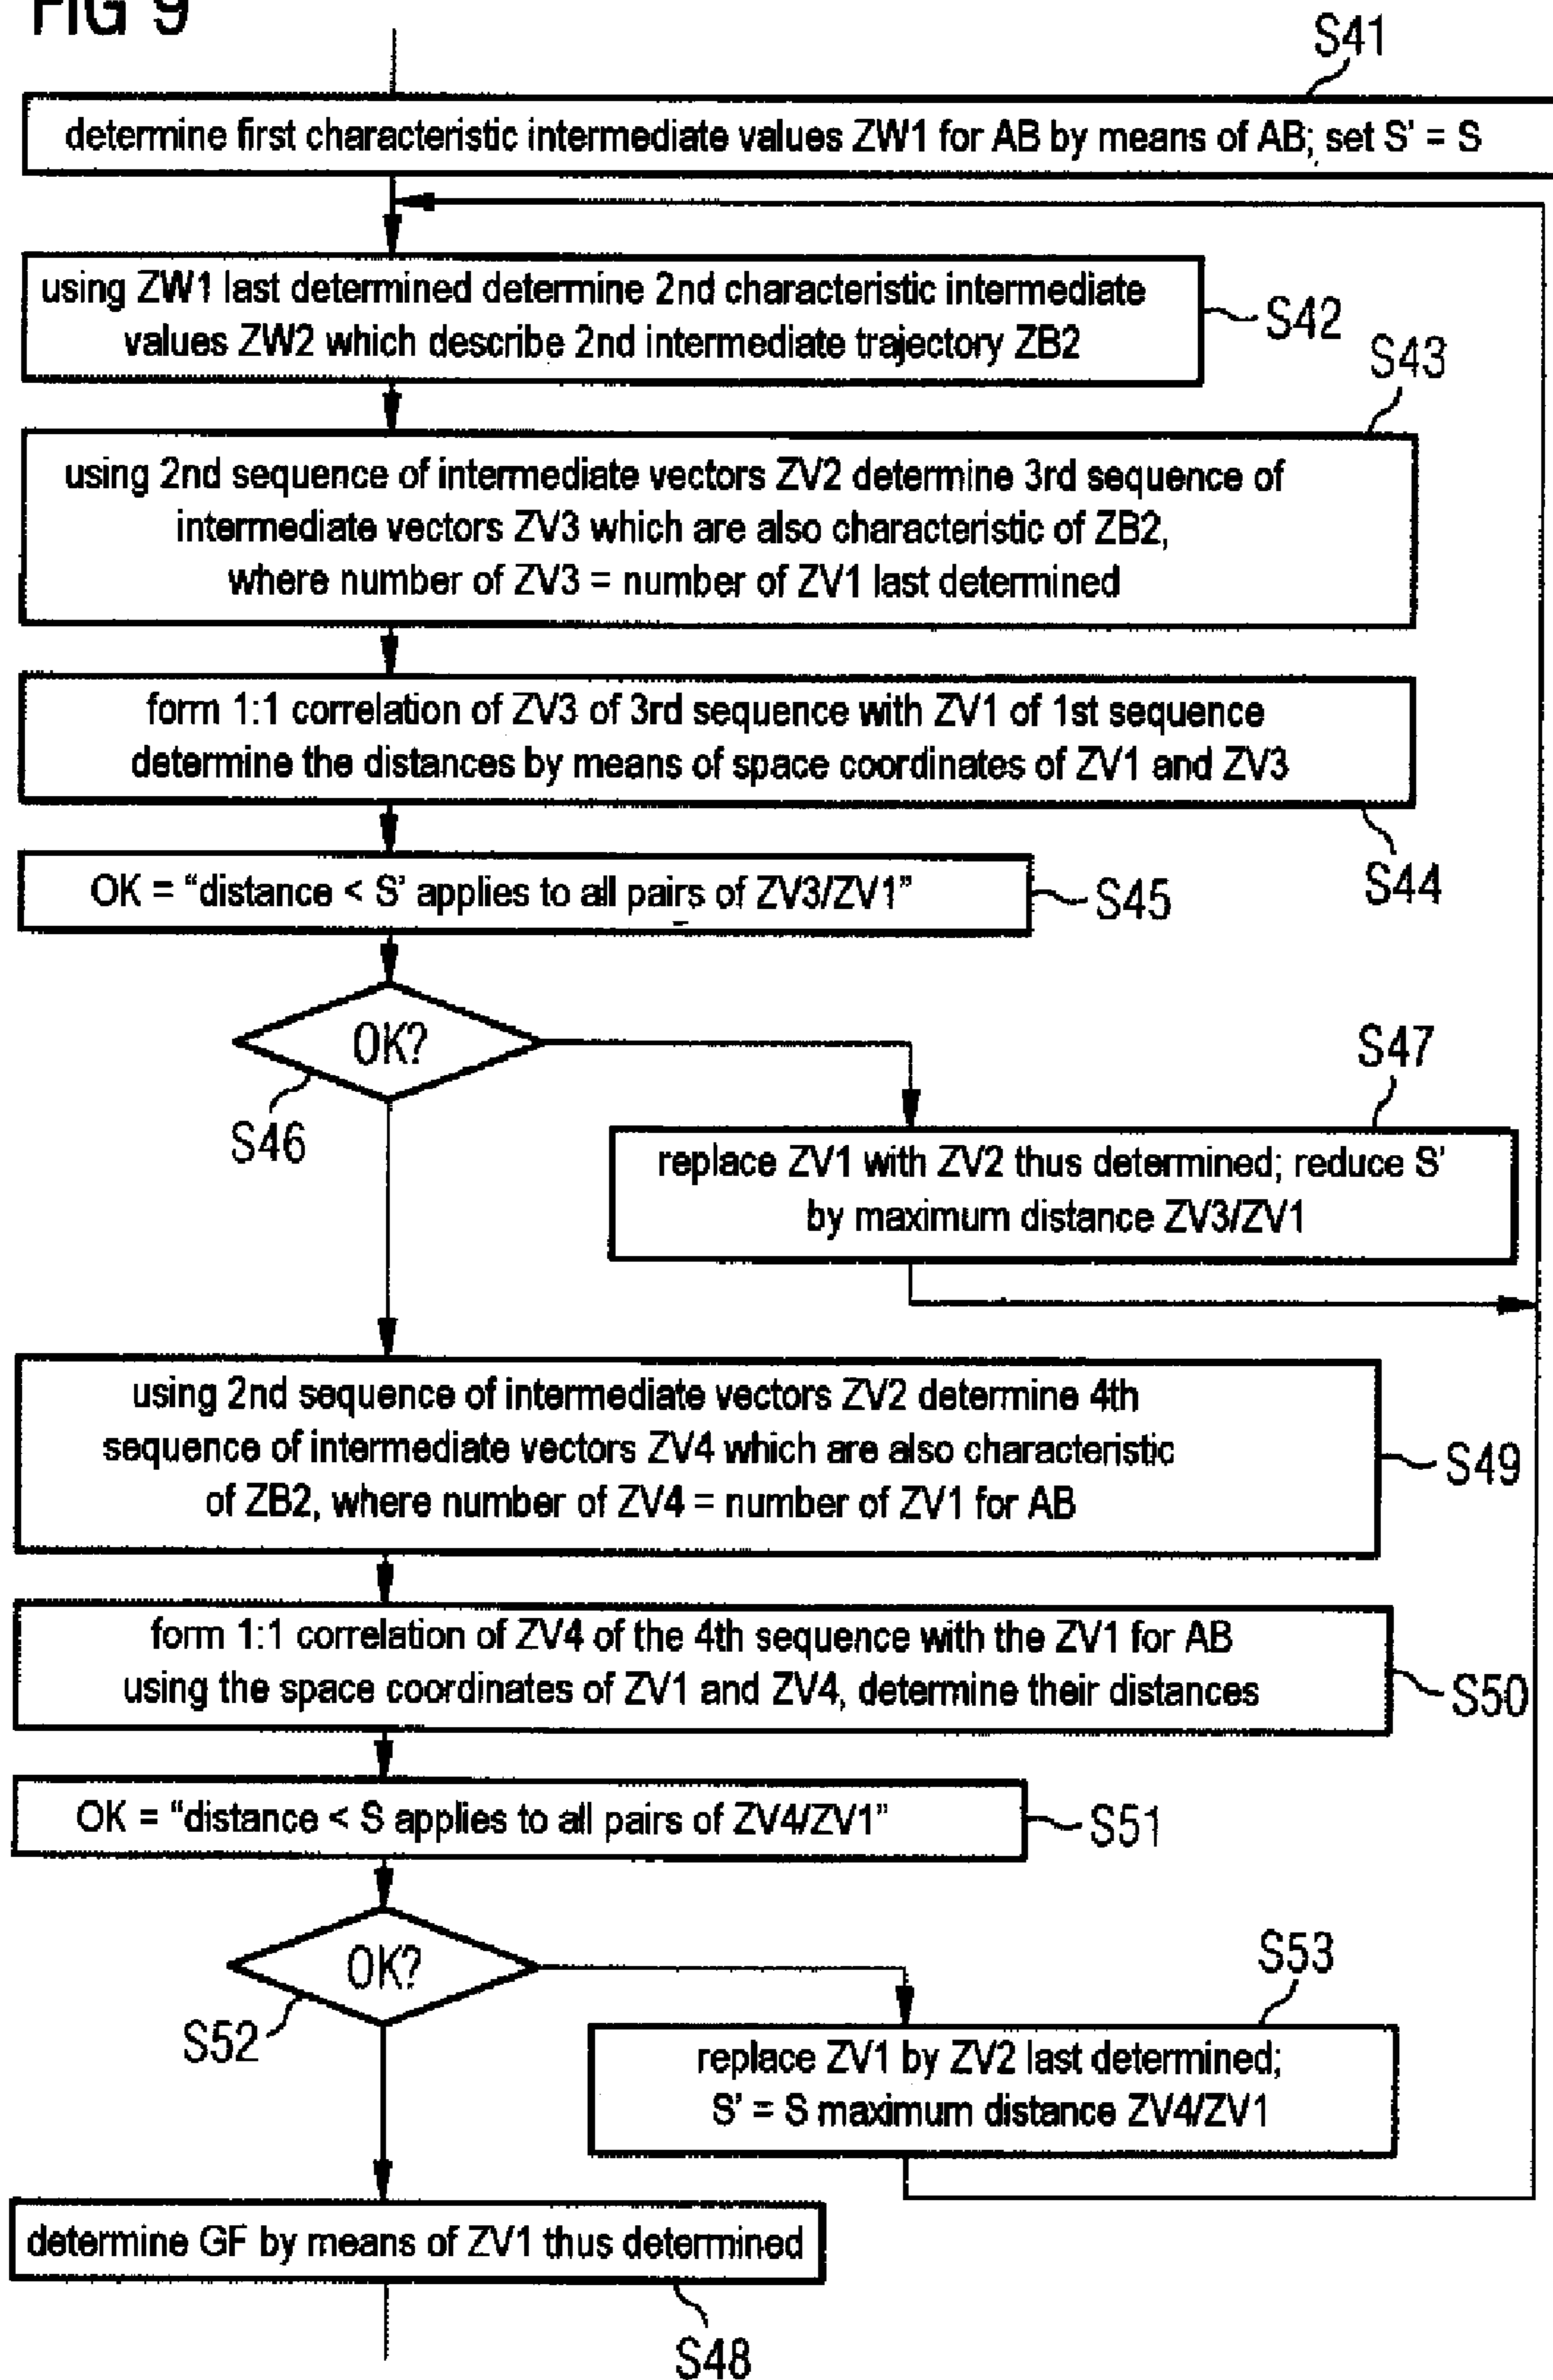 FIG 9
S41
determine first characteristic intermediate values ZW1 for AB by means of AB; set S' = S
using ZW1 last determined determine 2nd characteristic intermediate
values ZW2 which describe 2nd intermediate trajectory ZB2
S42
S43
using 2nd sequence of intermediate vectors ZV2 determine 3rd sequence of
intermediate vectors ZV3 which are also characteristic of ZB2,
where number of ZV3 = number of ZV1 last determined
form 1:1 correlation of ZV3 of 3rd sequence with ZV1 of 1st sequence
determine the distances by means of space coordinates of ZV1 and ZV3
S44
OK = "distance < S' applies to all pairs of ZV3/ZV1"
S45
OK?
S46
S47
replace ZV1 with ZV2 thus determined; reduce S'
by maximum distance ZV3/ZV1
using 2nd sequence of intermediate vectors ZV2 determine 4th
sequence of intermediate vectors ZV4 which are also characteristic
of ZB2, where number of ZV4 = number of ZV1 for AB
S49
form 1:1 correlation of ZV4 of the 4th sequence with the ZV1 for AB
using the space coordinates of ZV1 and ZV4, determine their distances
S50
OK = "distance < S applies to all pairs of ZV4/ZV1"
S51
OK?
S52
S53
replace ZV1 by ZV2 last determined;
S' = S maximum distance ZV4/ZV1
determine GF by means of ZV1 thus determined
S48